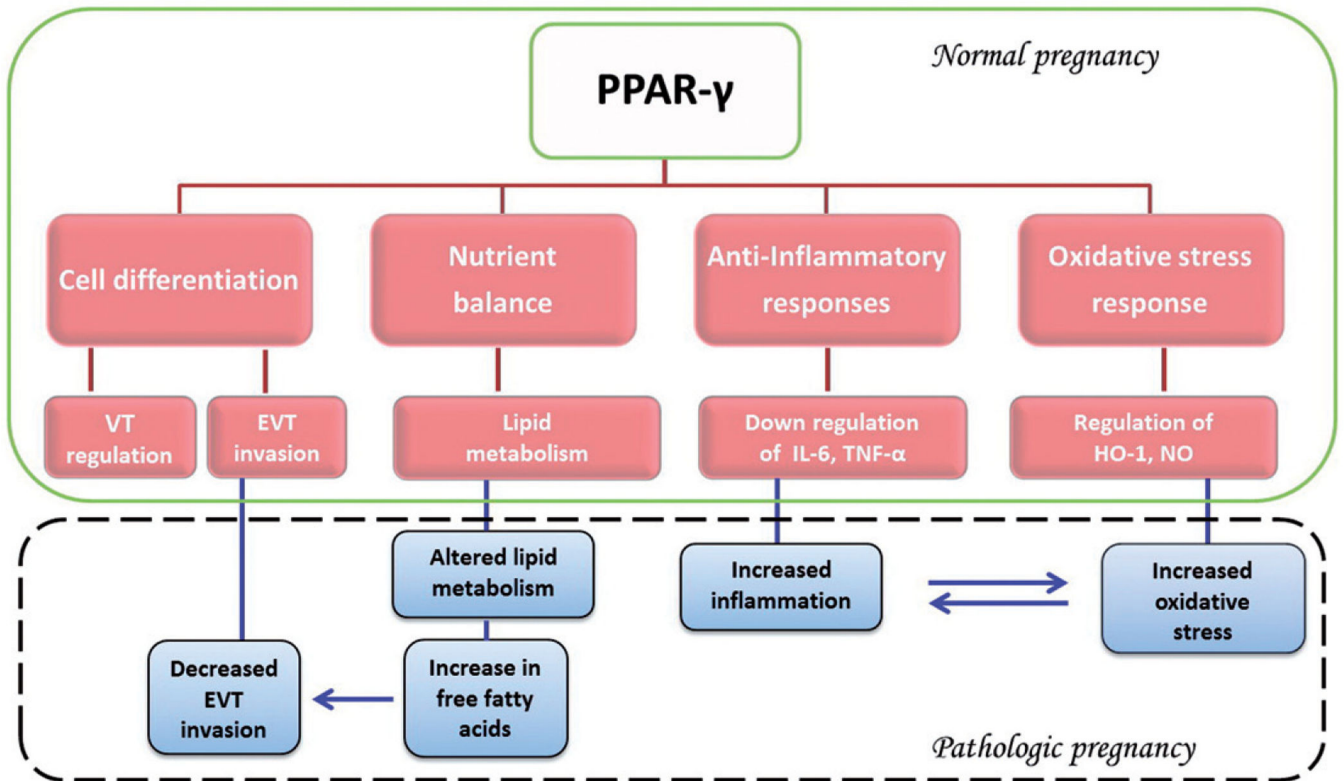 Normal pregnancy
PPAR-γ
Cell differentiation
Nutrient
balance
Anti-Inflammatory
responses
Oxidative stress
response
VT
regulation
EVT
invasion
Lipid
metabolism
Down regulation
of IL-6, TNF-α
Regulation of
HO-1, NO
Altered lipid
metabolism
Increased
inflammation
Increased
oxidative
stress
Decreased
EVT
invasion
Increase in
free fatty
acids
Pathologic pregnancy